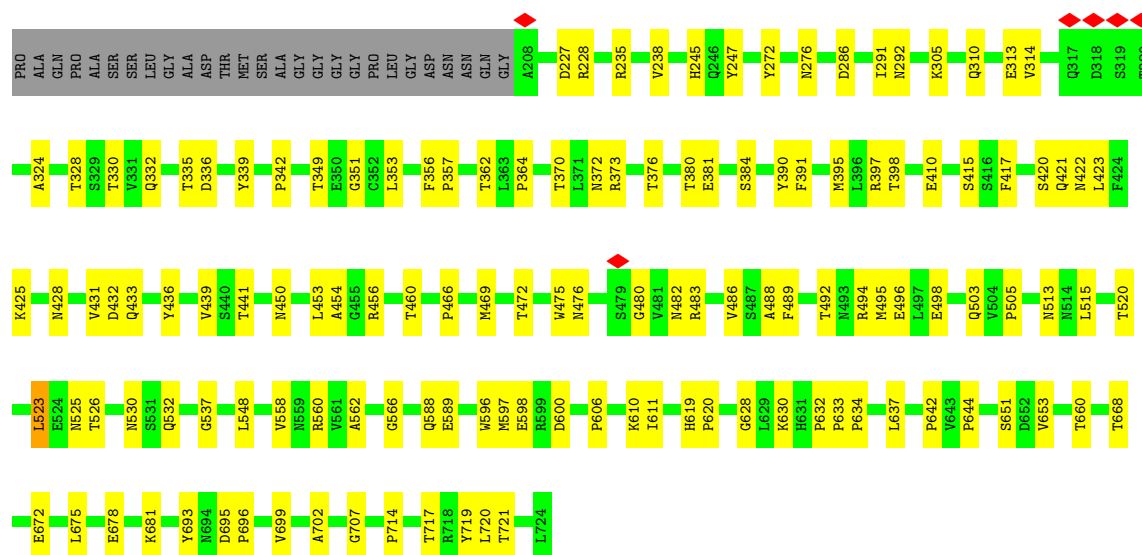 PRO ALA GLN PRO ALA SER SER LEU GLY ALA ASP THR MET SER ALA GLY GLY GLY GLY PRO LEU GLY ASP ASN ASN GLN GLY A208 D227 R228 R235 V238 H245 Q246 Y247 Y272 N276 D286 I291 N292 K305 Q310 E313 V314 Q317 D318 S319
A324 T328 S329 T330 V331 Q332 T335 D336 Y339 P342 T349 E350 G351 C352 L353 F356 P357 T362 L363 P364 T370 L371 N372 R373 T376 T380 E381 S384 Y390 F391 M395 L396 R397 T398 E410 S415 S416 F417 S420 Q421 N422 L423 F424
K425 N428 V431 D432 Q433 Y436 V439 S440 T441 N450 L453 A454 G455 R456 T460 P466 M469 T472 W475 N476 S479 G480 V481 N482 R483 V486 S487 A488 F489 T492 N493 R494 M495 E496 L497 E498 Q503 V504 P505 N513 N514 L515 T520
L523 E524 N525 T526 N530 S531 Q532 G537 L548 V558 N559 R560 V561 A562 G566 Q588 E589 W596 M597 E598 R599 D600 P606 K610 I611 H619 P620 G628 L629 K630 H631 P632 P633 P634 L637 P642 V643 P644 S651 D652 V653 T660 T668
E672 L675 E678 K681 Y693 N694 D695 P696 V699 A702 G707 P714 T717 R718 Y719 L720 T721 L724